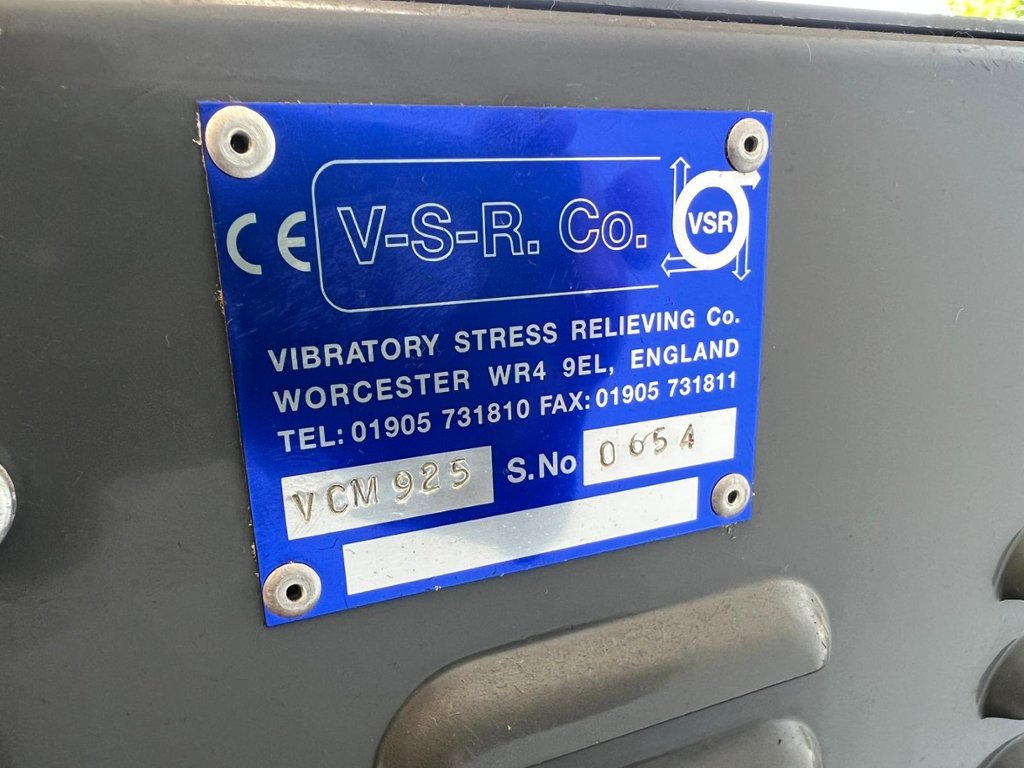 CE V-S-R. Co. VSR
VIBRATORY STRESS RELIEVING Co.
WORCESTER WR4 9EL, ENGLAND
TEL: 01905 731810 FAX: 01905 731811
VCM 925 S.No 0654